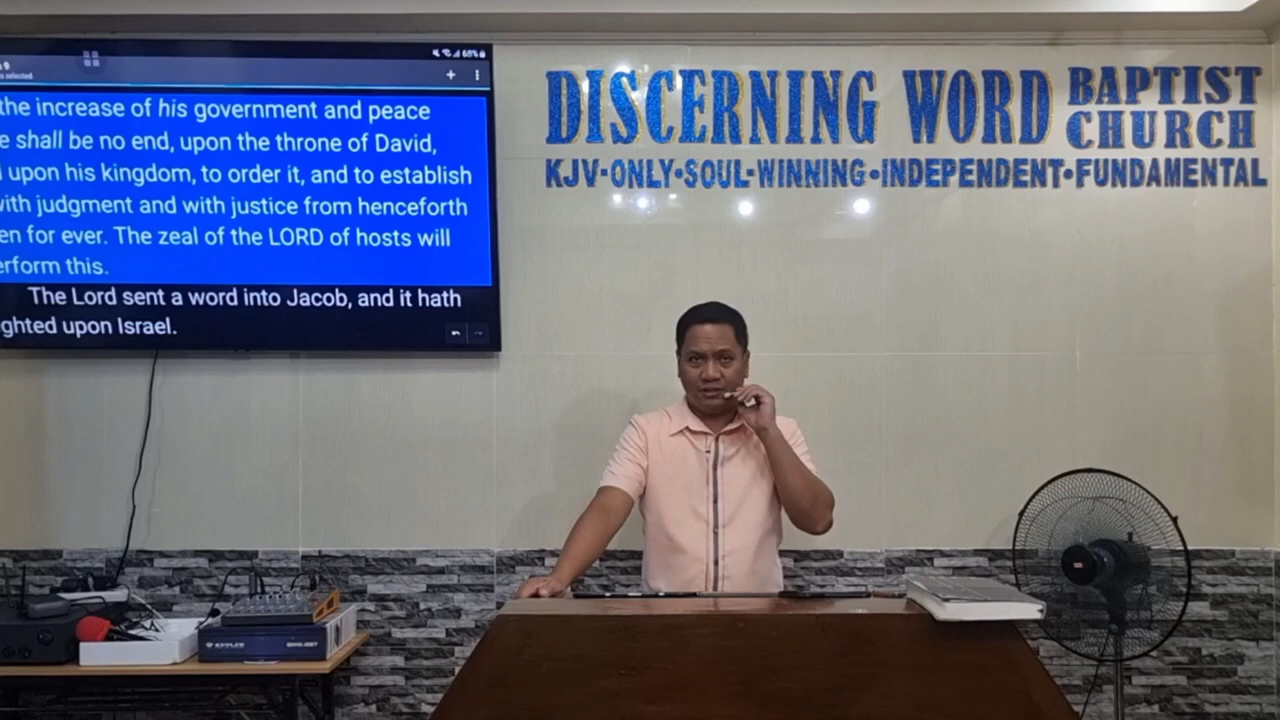 9
selected
68%
the increase of his government and peace
e shall be no end, upon the throne of David,
upon his kingdom, to order it, and to establish
with judgment and with justice from henceforth
en for ever. The zeal of the LORD of hosts will
erform this.
The Lord sent a word into Jacob, and it hath
ghted upon Israel.
DISCERNING WORD BAPTIST CHURCH
KJV-ONLY•SOUL-WINNING•INDEPENDENT•FUNDAMENTAL